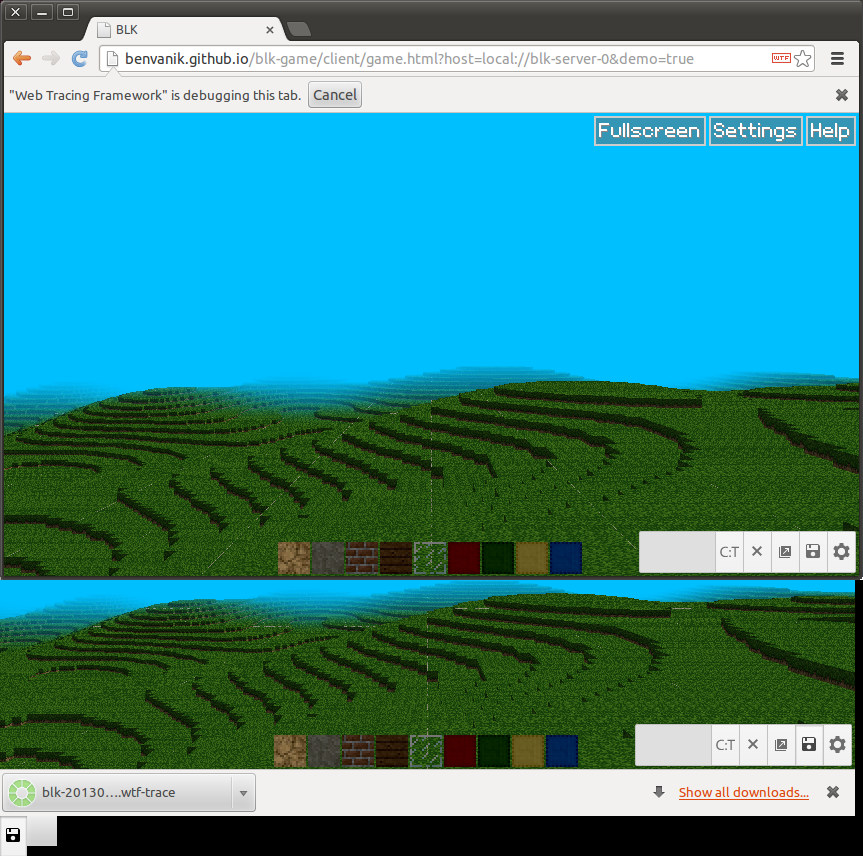 BLK
benvanik.github.io/blk-game/client/game.html?host=local://blk-server-0&demo=true
WTF
"Web Tracing Framework" is debugging this tab. Cancel
Fullscreen Settings Help
C:T
C:T
blk-20130....wtf-trace
Show all downloads...